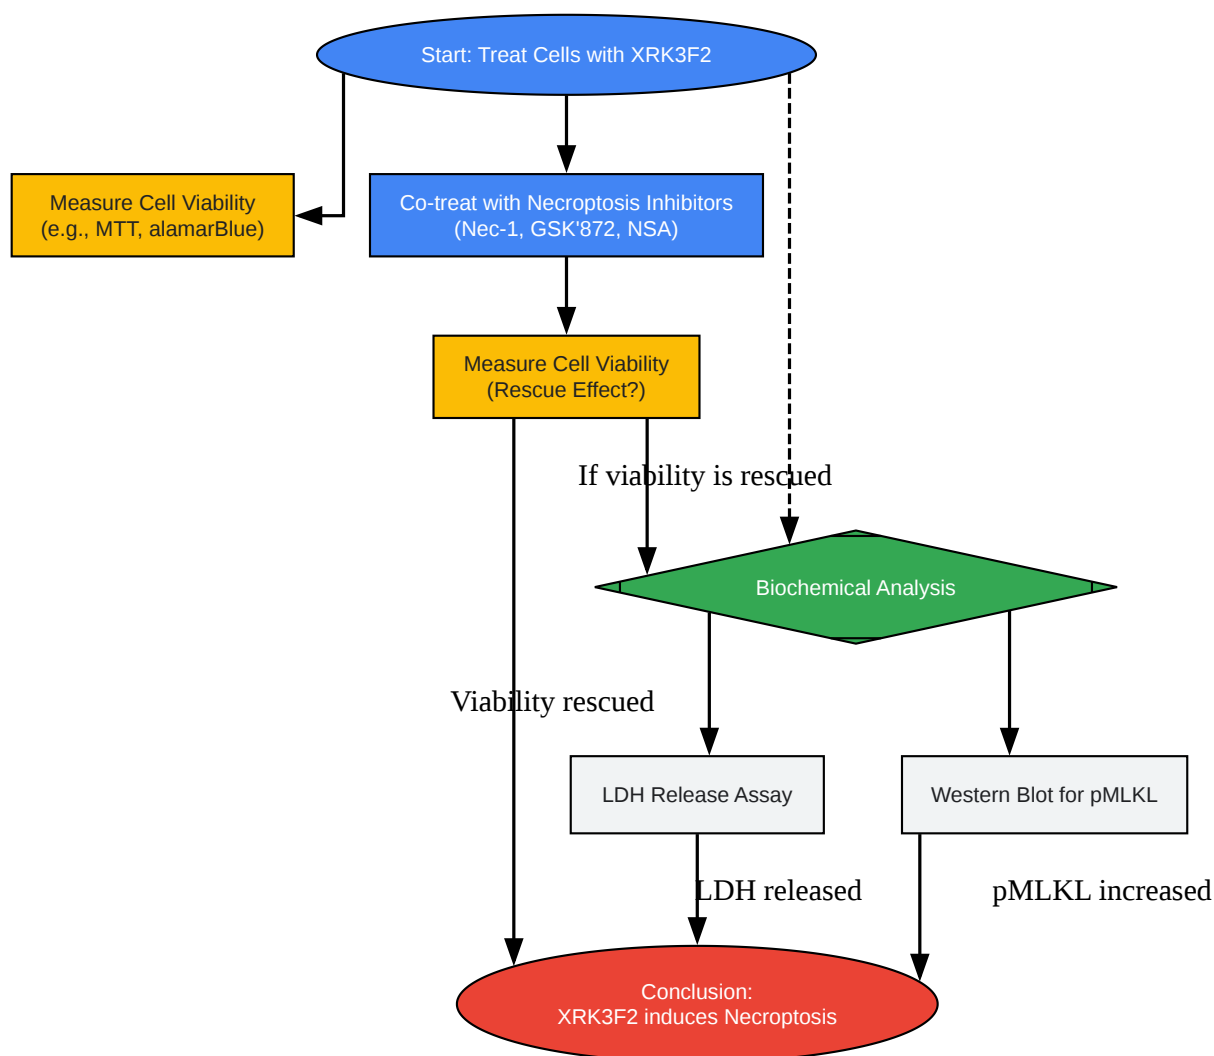 Start: Treat Cells with XRK3F2
Measure Cell Viability
(e.g., MTT, alamarBlue)
Co-treat with Necroptosis Inhibitors
(Nec-1, GSK'872, NSA)
Measure Cell Viability
(Rescue Effect?)
If viability is rescued
Biochemical Analysis
Viability rescued
LDH Release Assay
Western Blot for pMLKL
LDH released
pMLKL increased
Conclusion:
XRK3F2 induces Necroptosis